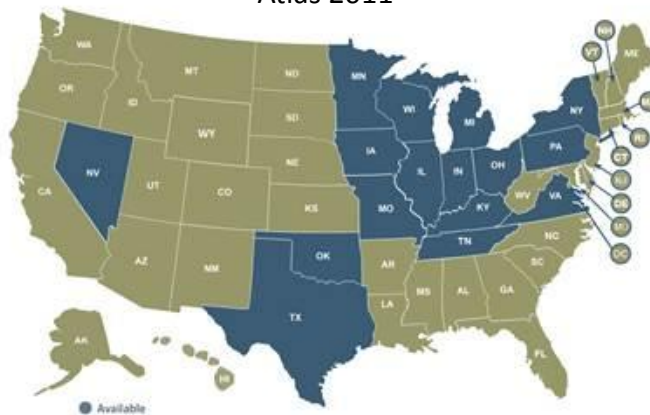 Atlas 2011
WA
MT
ND
MN
VT
NH
ME
OR
ID
SD
WI
MI
NY
WY
RI
NE
IA
PA
CT
NV
IL
IN
OH
NJ
DE
CA
UT
CO
KS
MO
KY
WV
VA
MD
DC
AZ
NM
OK
AR
TN
NC
SC
TX
LA
MS
AL
GA
FL
AK
HI
Available